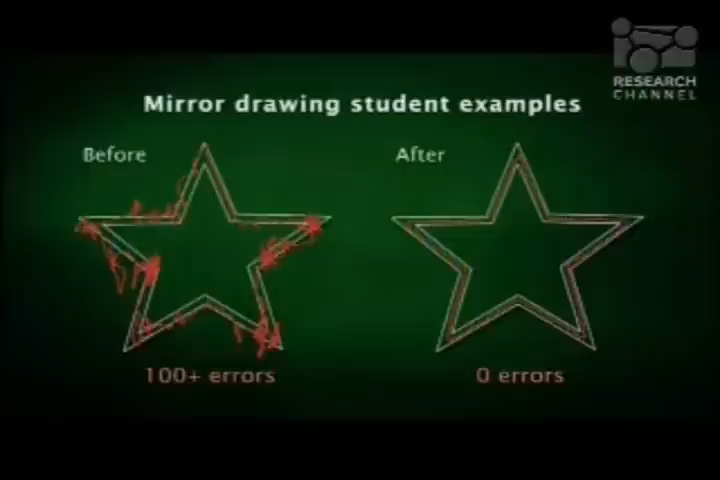 RESEARCH
CHANNEL
Mirror drawing student examples
Before
After
100+ errors
0 errors